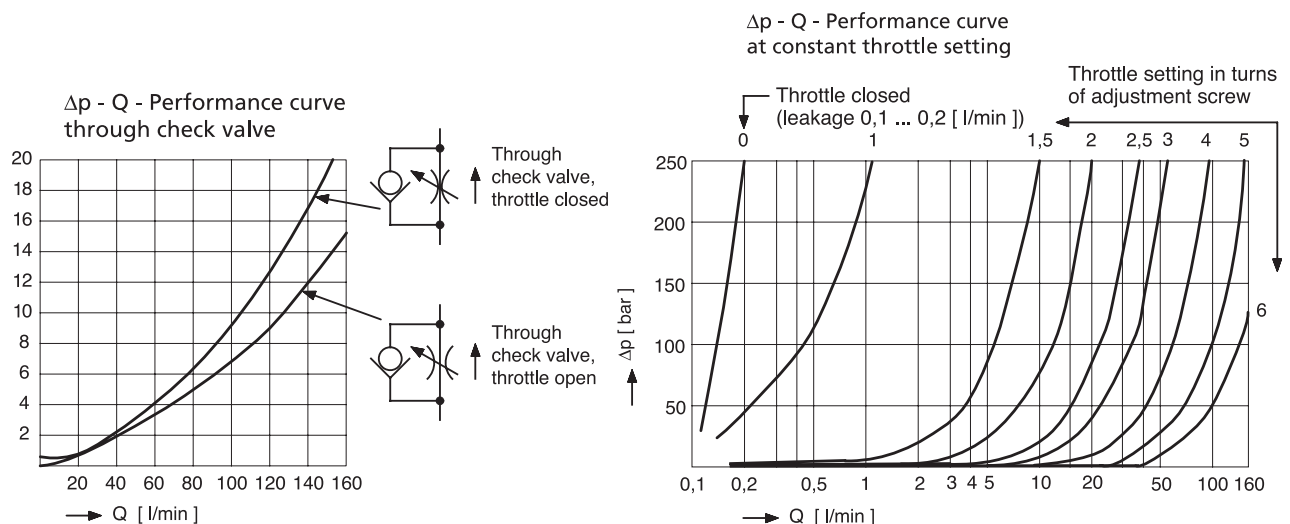 Δp - Q - Performance curve
through check valve
20
18
16
14
12
10
8
6
4
2
20 40 60 80 100 120 140 160
Q [ l/min ]
Through
check valve,
throttle closed
Through
check valve,
throttle open
Δp - Q - Performance curve
at constant throttle setting
Throttle closed
(leakage 0,1 ... 0,2 [ l/min ])
Throttle setting in turns
of adjustment screw
0 1 1,5 2 2,5 3 4 5
6
250
200
150
100
50
Δp [ bar ]
0,1 0,2 0,5 1 2 3 4 5 10 20 50 100 160
Q [ l/min ]